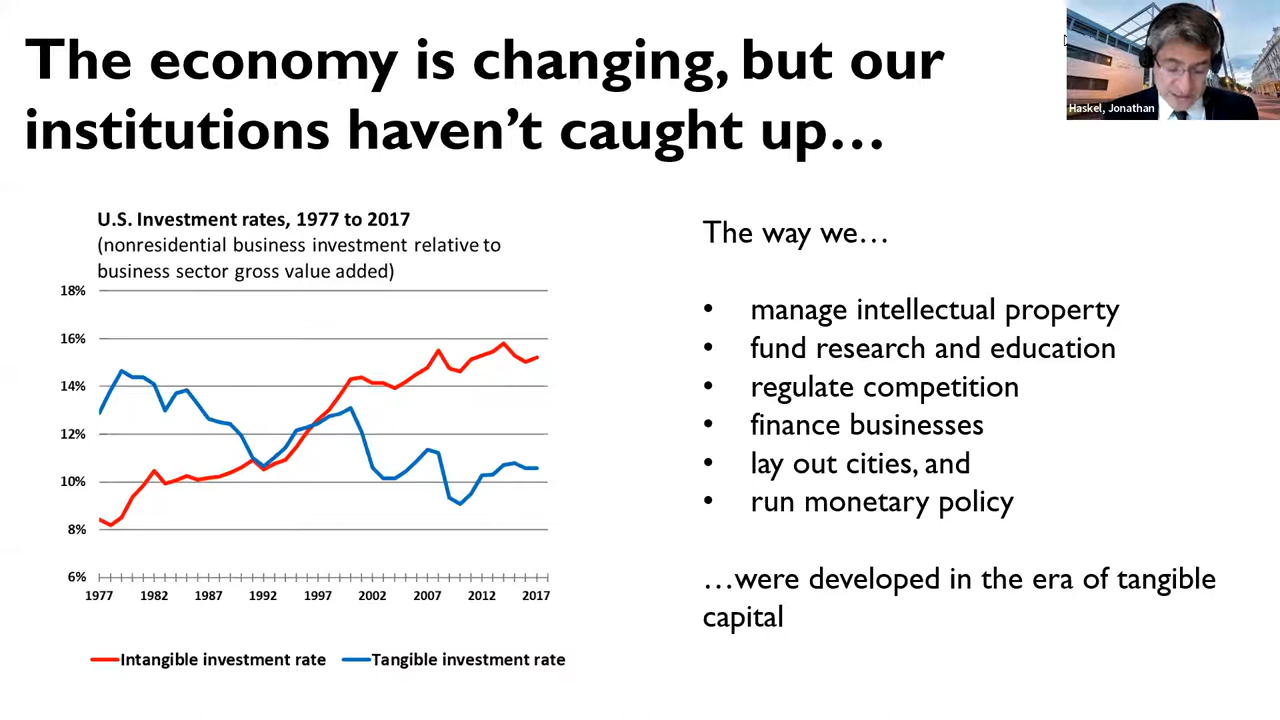 The economy is changing, but our
institutions haven’t caught up…
Haskel, Jonathan
U.S. Investment rates, 1977 to 2017
(nonresidential business investment relative to
business sector gross value added)
18%
16%
14%
12%
10%
8%
6%
1977 1982 1987 1992 1997 2002 2007 2012 2017
Intangible investment rate Tangible investment rate
The way we…
• manage intellectual property
• fund research and education
• regulate competition
• finance businesses
• lay out cities, and
• run monetary policy
…were developed in the era of tangible
capital